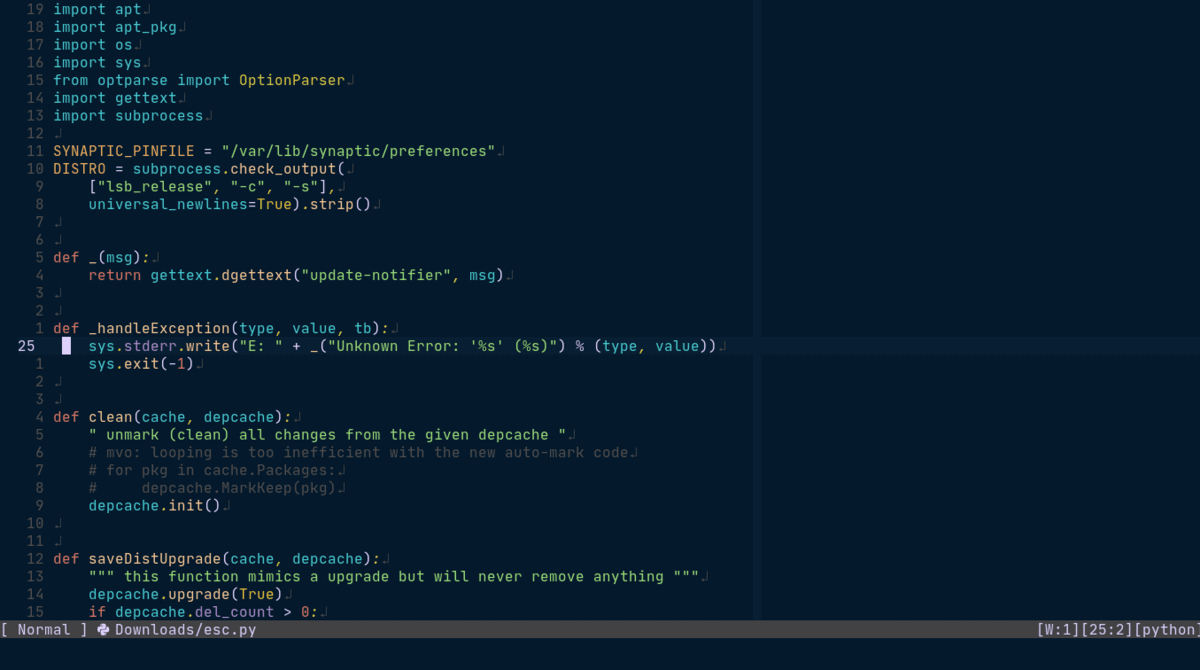 19 import apt↲
18 import apt_pkg↲
17 import os↲
16 import sys↲
15 from optparse import OptionParser↲
14 import gettext↲
13 import subprocess↲
12 ↲
11 SYNAPTIC_PINFILE = "/var/lib/synaptic/preferences"↲
10 DISTRO = subprocess.check_output(↲
9     ["lsb_release", "-c", "-s"],↲
8     universal_newlines=True).strip()↲
7 ↲
6 ↲
5 def _(msg):↲
4     return gettext.dgettext("update-notifier", msg)↲
3 ↲
2 ↲
1 def _handleException(type, value, tb):↲
25     sys.stderr.write("E: " + _("Unknown Error: '%s' (%s)") % (type, value))↲
1     sys.exit(-1)↲
2 ↲
3 ↲
4 def clean(cache, depcache):↲
5     " unmark (clean) all changes from the given depcache "↲
6     # mvo: looping is too inefficient with the new auto-mark code↲
7     # for pkg in cache.Packages:↲
8     #     depcache.MarkKeep(pkg)↲
9     depcache.init()↲
10 ↲
11 ↲
12 def saveDistUpgrade(cache, depcache):↲
13     """ this function mimics a upgrade but will never remove anything """↲
14     depcache.upgrade(True)↲
15     if depcache.del_count > 0:↲
[ Normal ] Downloads/esc.py [W:1][25:2][python]